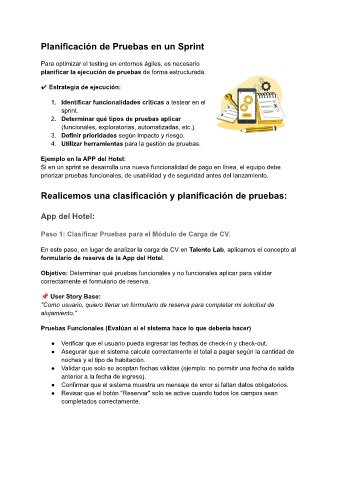 Planificación de Pruebas en un Sprint
Para optimizar el testing en entornos ágiles, es necesario
planificar la ejecución de pruebas de forma estructurada.
✔ Estrategia de ejecución:
1. Identificar funcionalidades críticas a testear en el
sprint.
2. Determinar qué tipos de pruebas aplicar
(funcionales, exploratorias, automatizadas, etc.).
3. Definir prioridades según impacto y riesgo.
4. Utilizar herramientas para la gestión de pruebas.
Ejemplo en la APP del Hotel:
Si en un sprint se desarrolla una nueva funcionalidad de pago en línea, el equipo debe
priorizar pruebas funcionales, de usabilidad y de seguridad antes del lanzamiento.
Realicemos una clasificación y planificación de pruebas:
App del Hotel:
Paso 1: Clasificar Pruebas para el Módulo de Carga de CV.
En este paso, en lugar de analizar la carga de CV en Talento Lab, aplicamos el concepto al
formulario de reserva de la App del Hotel.
Objetivo: Determinar qué pruebas funcionales y no funcionales aplicar para validar
correctamente el formulario de reserva.
📌 User Story Base:
"Como usuario, quiero llenar un formulario de reserva para completar mi solicitud de
alojamiento."
Pruebas Funcionales (Evalúan si el sistema hace lo que debería hacer)
● Verificar que el usuario pueda ingresar las fechas de check-in y check-out.
● Asegurar que el sistema calcule correctamente el total a pagar según la cantidad de
noches y el tipo de habitación.
● Validar que solo se acepten fechas válidas (ejemplo: no permitir una fecha de salida
anterior a la fecha de ingreso).
● Confirmar que el sistema muestra un mensaje de error si faltan datos obligatorios.
● Revisar que el botón "Reservar" solo se active cuando todos los campos sean
completados correctamente.